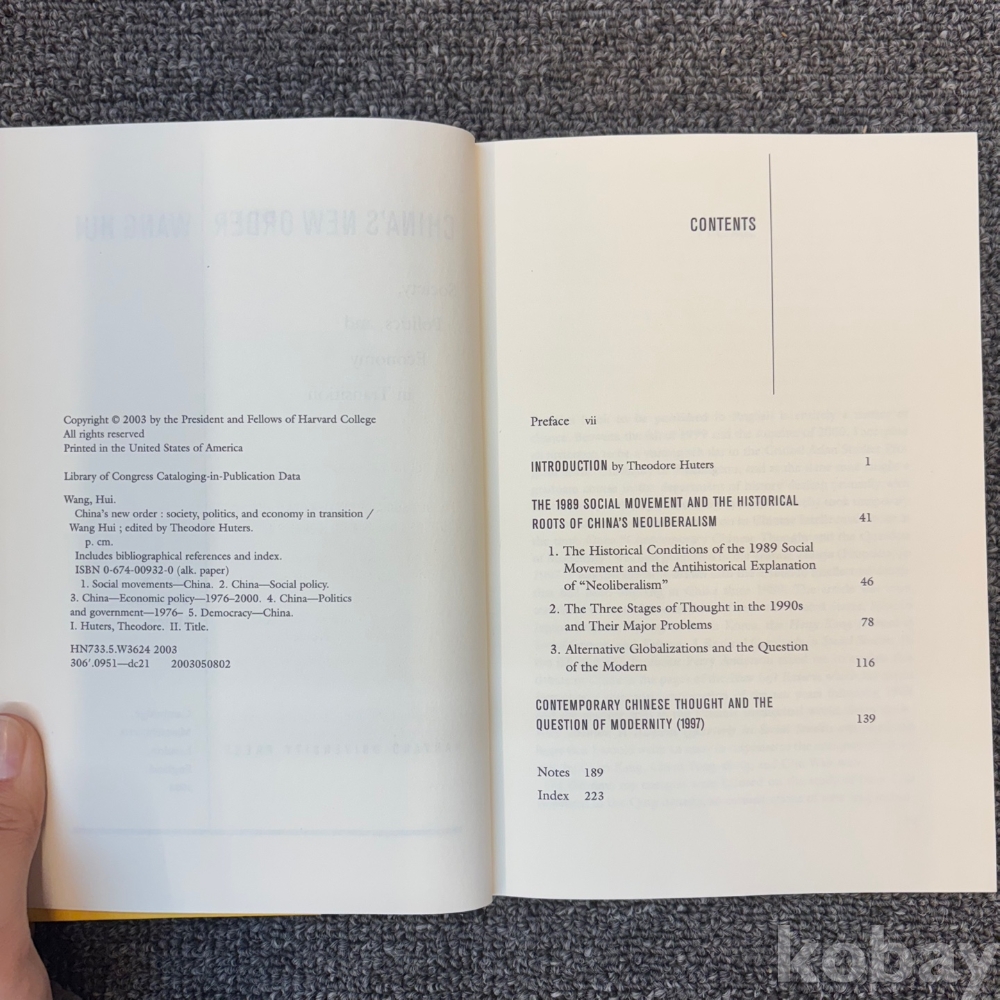 Copyright © 2003 by the President and Fellows of Harvard College
All rights reserved
Printed in the United States of America
Library of Congress Cataloging-in-Publication Data
Wang, Hui.
China's new order : society, politics, and economy in transition /
Wang Hui ; edited by Theodore Huters.
p. cm.
Includes bibliographical references and index.
ISBN 0-674-00932-0 (alk. paper)
1. Social movements—China. 2. China—Social policy.
3. China—Economic policy—1976-2000. 4. China—Politics
and government—1976- 5. Democracy—China.
I. Huters, Theodore. II. Title.
HN733.5.W3624 2003
306'.0951—dc21 2003050802
CONTENTS
Preface vii
INTRODUCTION by Theodore Huters 1
THE 1989 SOCIAL MOVEMENT AND THE HISTORICAL
ROOTS OF CHINA'S NEOLIBERALISM 41
1. The Historical Conditions of the 1989 Social
Movement and the Antihistorical Explanation
of "Neoliberalism" 46
2. The Three Stages of Thought in the 1990s
and Their Major Problems 78
3. Alternative Globalizations and the Question
of the Modern 116
CONTEMPORARY CHINESE THOUGHT AND THE
QUESTION OF MODERNITY (1997) 139
Notes 189
Index 223
kobay